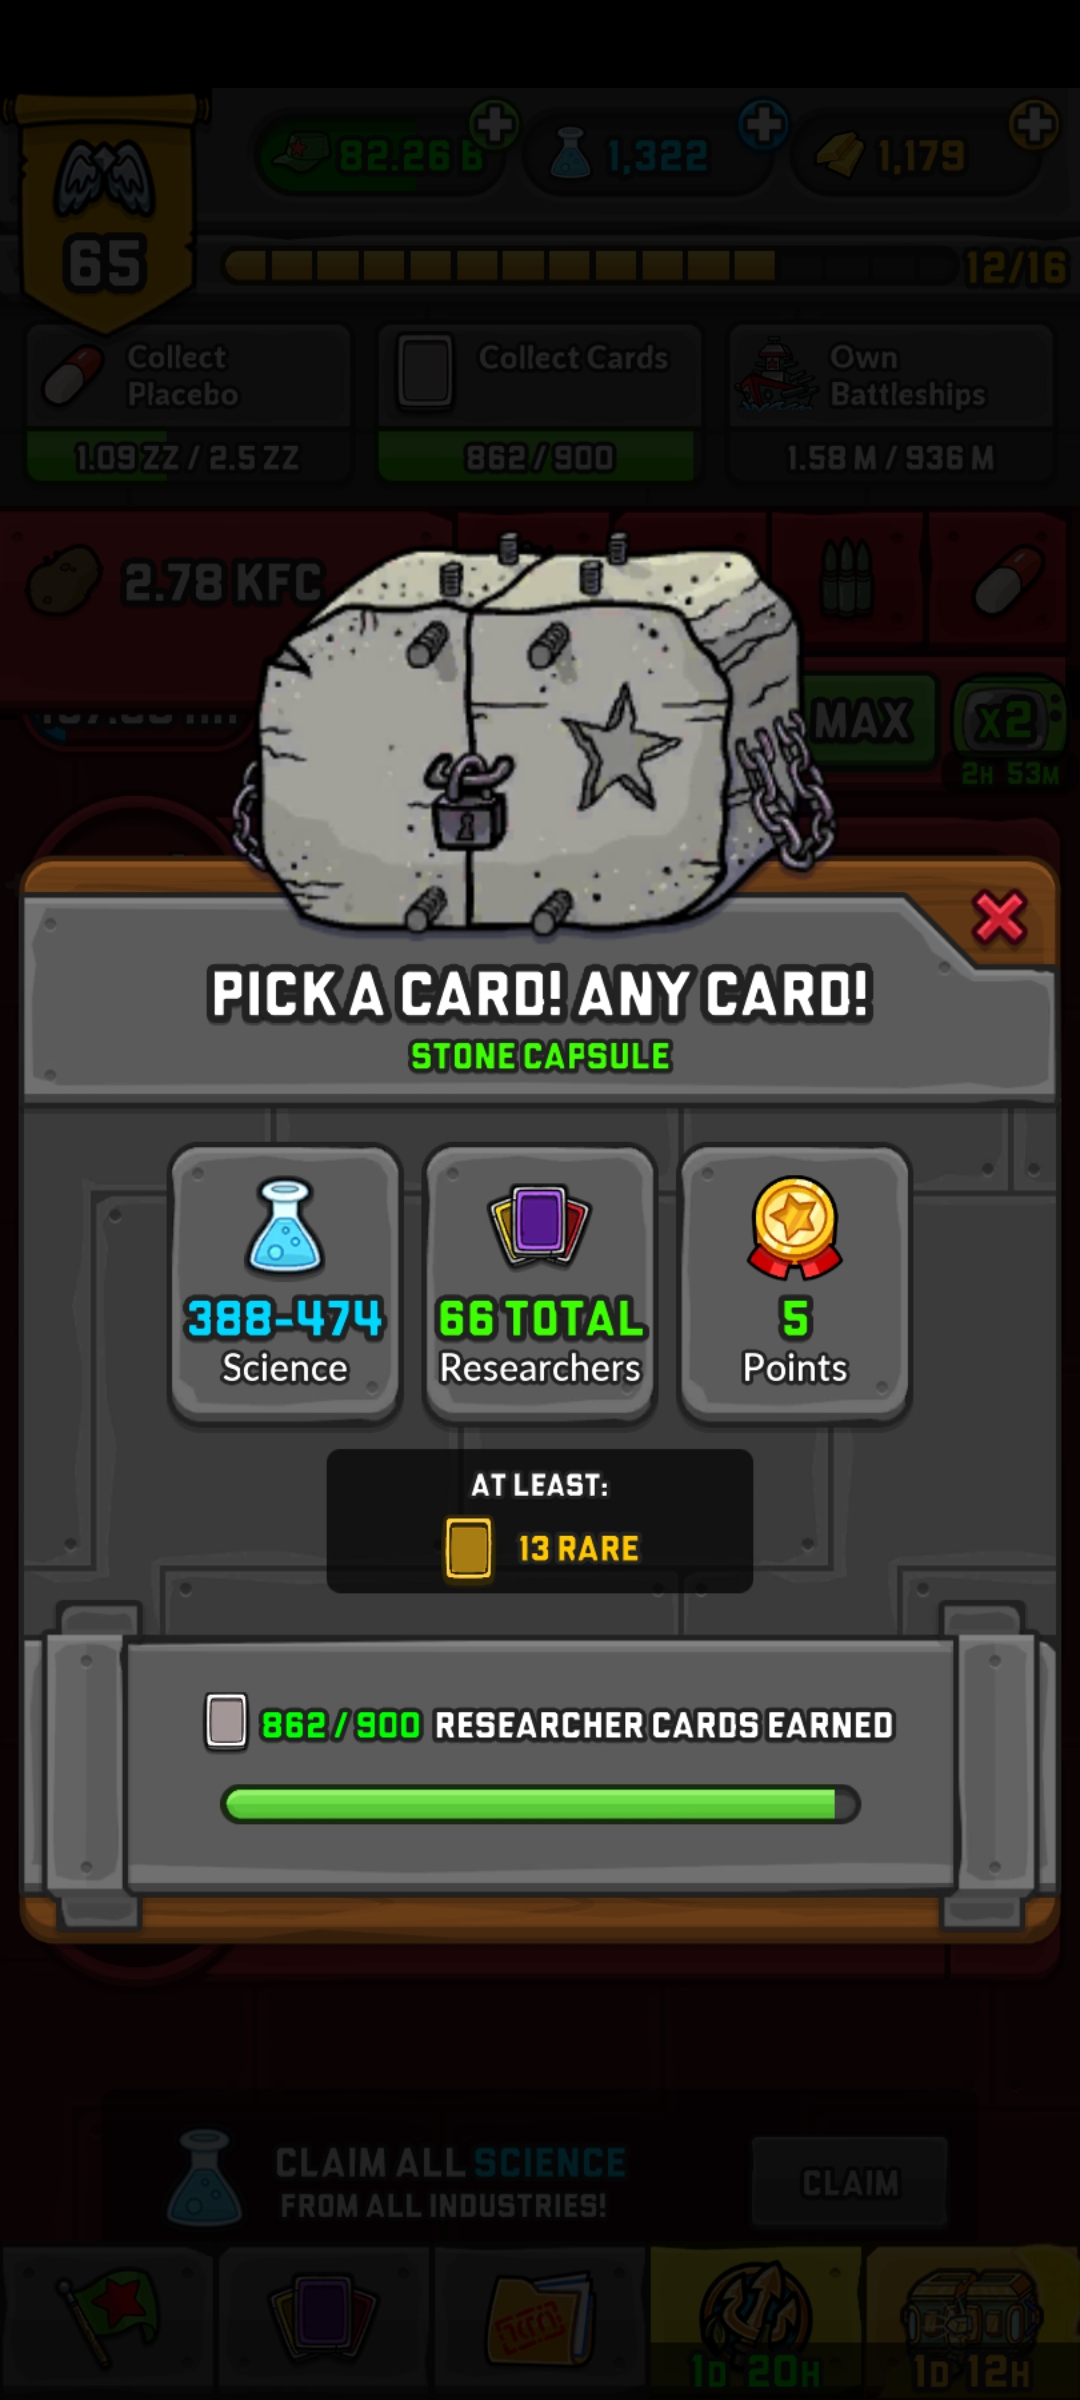 82.26 B
1,322
1,179
65
12/16
Collect
Placebo
Collect Cards
Own
Battleships
1.09 ZZ / 2.5 ZZ
862/900
1.58 M / 936 M
2.78 KFC
MAX
X2
2H 53M
PICK A CARD! ANY CARD!
STONE CAPSULE
388-474
Science
66 TOTAL
Researchers
5
Points
AT LEAST:
13 RARE
862/900 RESEARCHER CARDS EARNED
CLAIM ALL SCIENCE
FROM ALL INDUSTRIES!
CLAIM
1D 20H
1D 12H